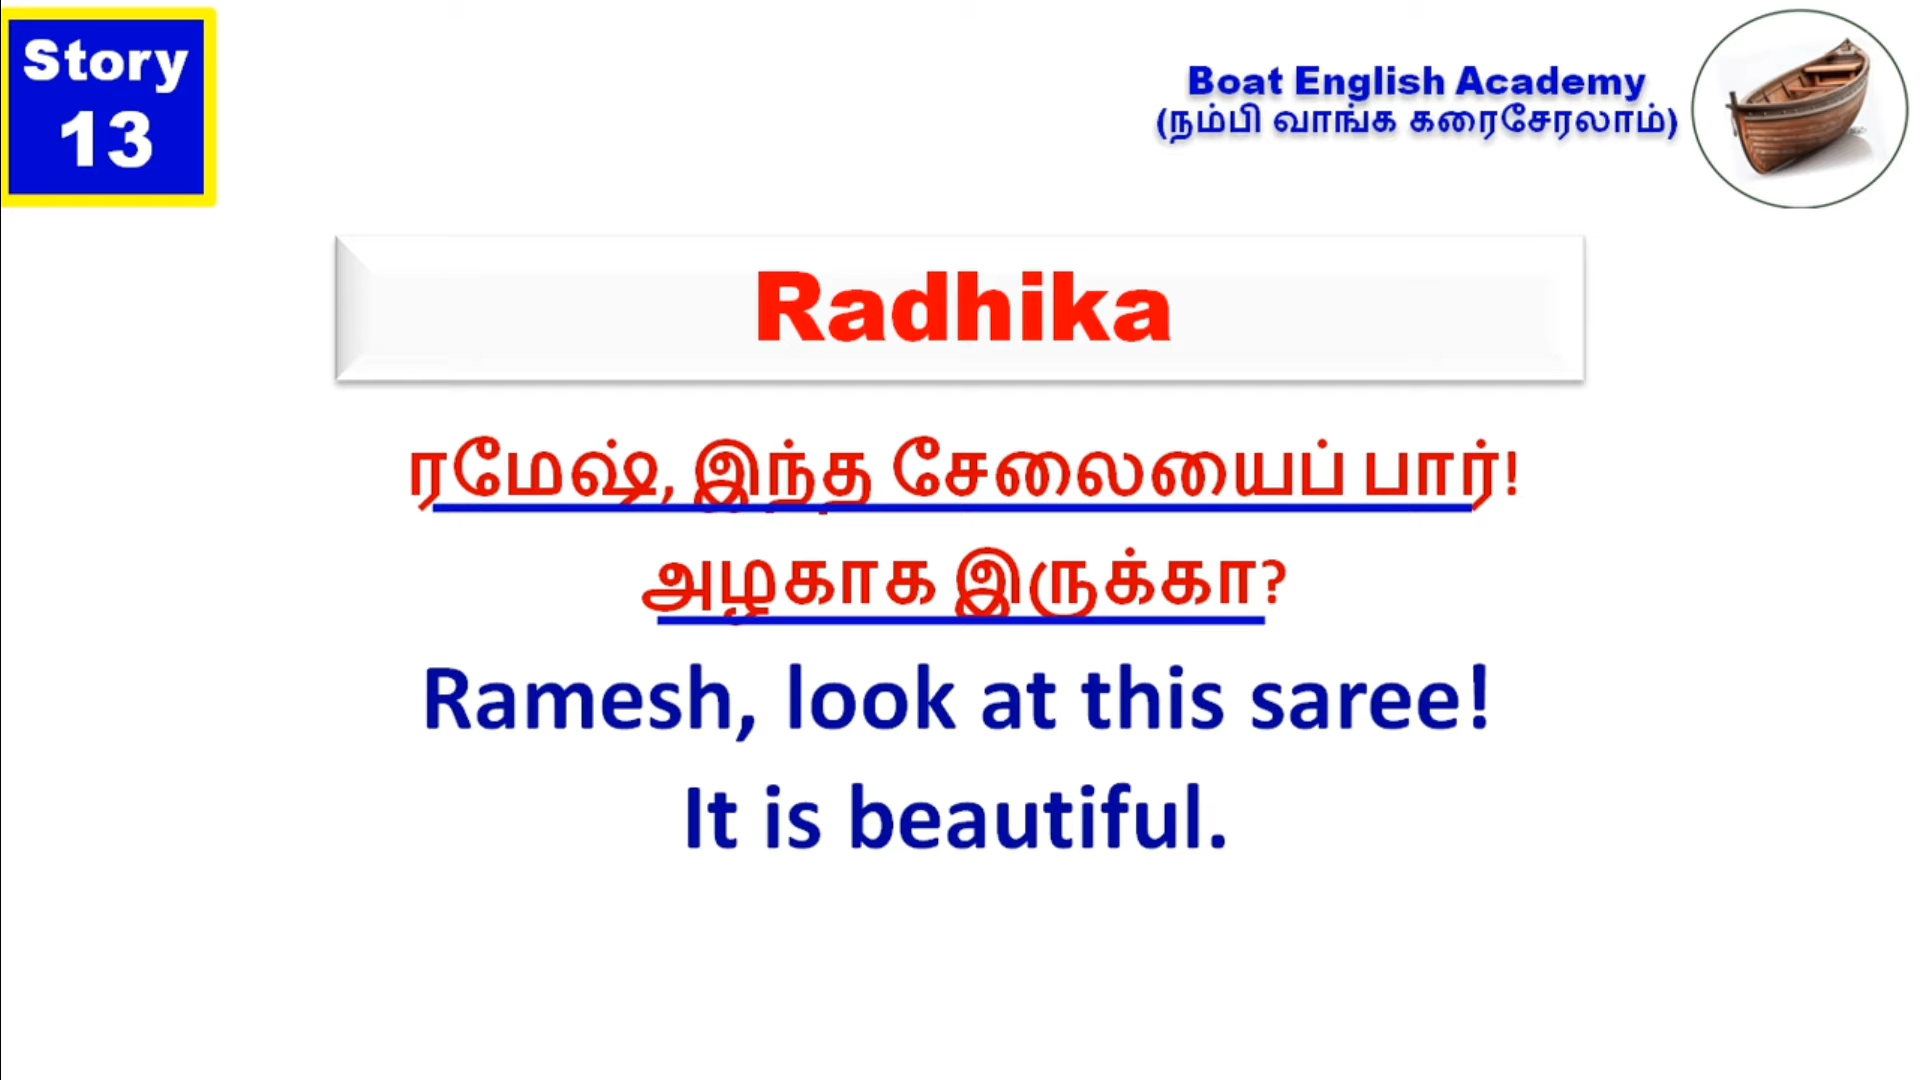 Story
13
Boat English Academy
(நம்பி வாங்க கரைசேரலாம்)
Radhika
ரமேஷ், இந்த சேலையைப் பார்!
அழகாக இருக்கா?
Ramesh, look at this saree!
It is beautiful.